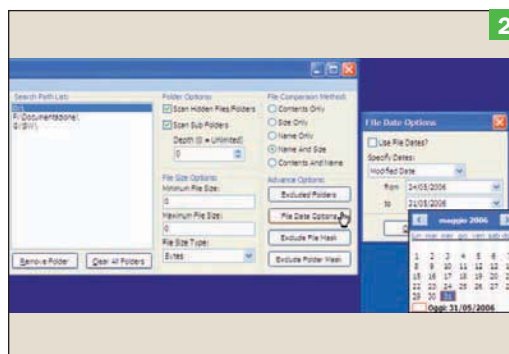 2
Search Path List:
D:\
F:\Documentazione\
G:\SW\
Remove Folder
Clear All Folders
Folder Options:
Scan Hidden Files/Folders
Scan Sub-Folders
Depth (0 = Unlimited)
0
File Size Options:
Minimum File Size:
0
Maximum File Size:
0
File Size Type:
Bytes
File Comparison Method:
Contents Only
Size Only
Name Only
Name And Size
Contents And Name
Advance Options:
Excluded Folders
File Date Options
Exclude File Mask
Exclude Folder Mask
File Date Options
Use File Dates?
Specify Dates:
Modified Date
from 24/05/2006
to 31/05/2006
maggio 2006
lun mar mer gio ven sab do
1 2 3 4 5 6 7
8 9 10 11 12 13
15 16 17 18 19 20
22 23 24 25 26 27
29 30 31
Oggi: 31/05/2006